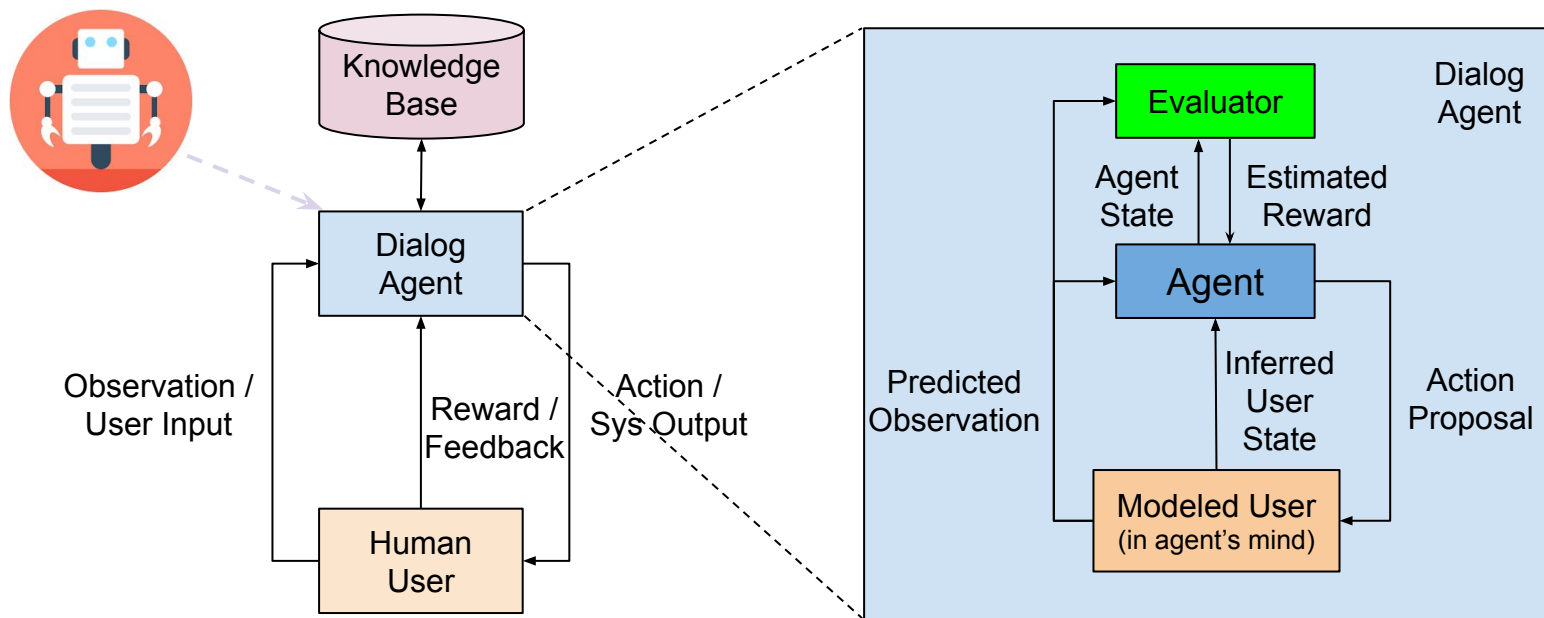 Knowledge
Base
Dialog
Agent
Observation /
User Input
Reward /
Feedback
Action /
Sys Output
Human
User
Dialog
Agent
Evaluator
Agent
State
Estimated
Reward
Agent
Predicted
Observation
Inferred
User
State
Action
Proposal
Modeled User
(in agent's mind)